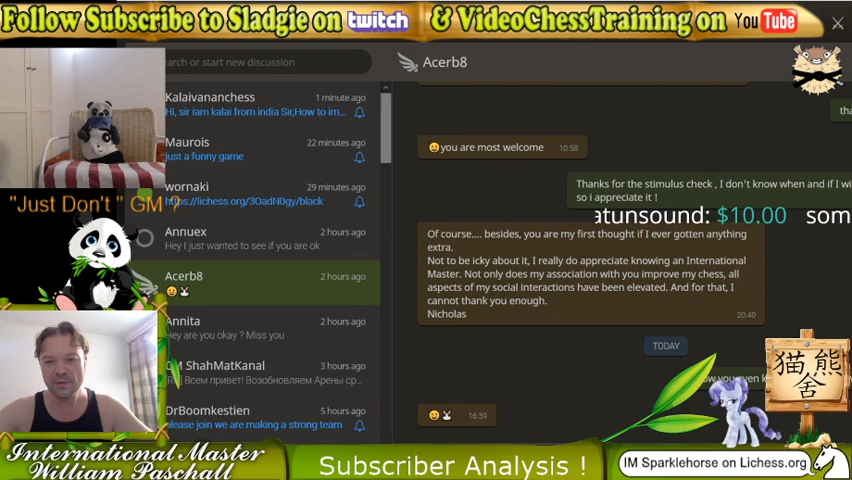 Follow Subscribe to Sladgie on twitch & VideoChessTraining on YouTube
earch or start new discussion
Acerb8
Kalaivananchess 1 minute ago
Hi, sir iam kalai from india Sir,How to im...
Maurois 22 minutes ago
just a funny game
wornaki 29 minutes ago
https://lichess.org/3OadN0gy/black
"Just Don't " GM ?
Annuex 2 hours ago
Hey I just wanted to see if you are ok
Acerb8 2 hours ago
Annita 2 hours ago
Hey are you okay ? Miss you
M ShahMatKanal 3 hours ago
Всем привет! Возобновляем Арены ср...
DrBoomkestien 5 hours ago
please join we are making a strong team
tha
you are most welcome 10:58
Thanks for the stimulus check , I don't know when and if I wi
so i appreciate it !
atunsound: $10.00 som
Of course.... besides, you are my first thought if I ever gotten anything
extra.
Not to be icky about it, I really do appreciate knowing an International
Master. Not only does my association with you improve my chess, all
aspects of my social interactions have been elevated. And for that, I
cannot thank you enough.
Nicholas 20:40
TODAY
16:39
猫熊
舍
International Master
William Paschall
Subscriber Analysis !
IM Sparklehorse on Lichess.org